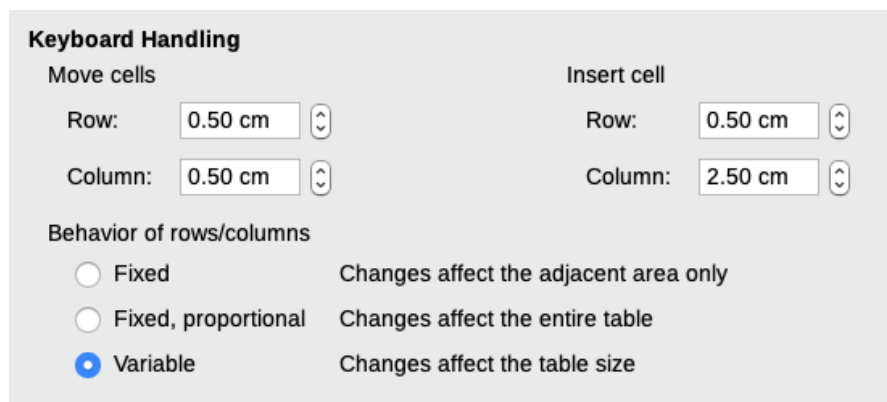 Keyboard Handling
Move cells Insert cell
Row: 0.50 cm Row: 0.50 cm
Column: 0.50 cm Column: 2.50 cm
Behavior of rows/columns
Fixed Changes affect the adjacent area only
Fixed, proportional Changes affect the entire table
Variable Changes affect the table size